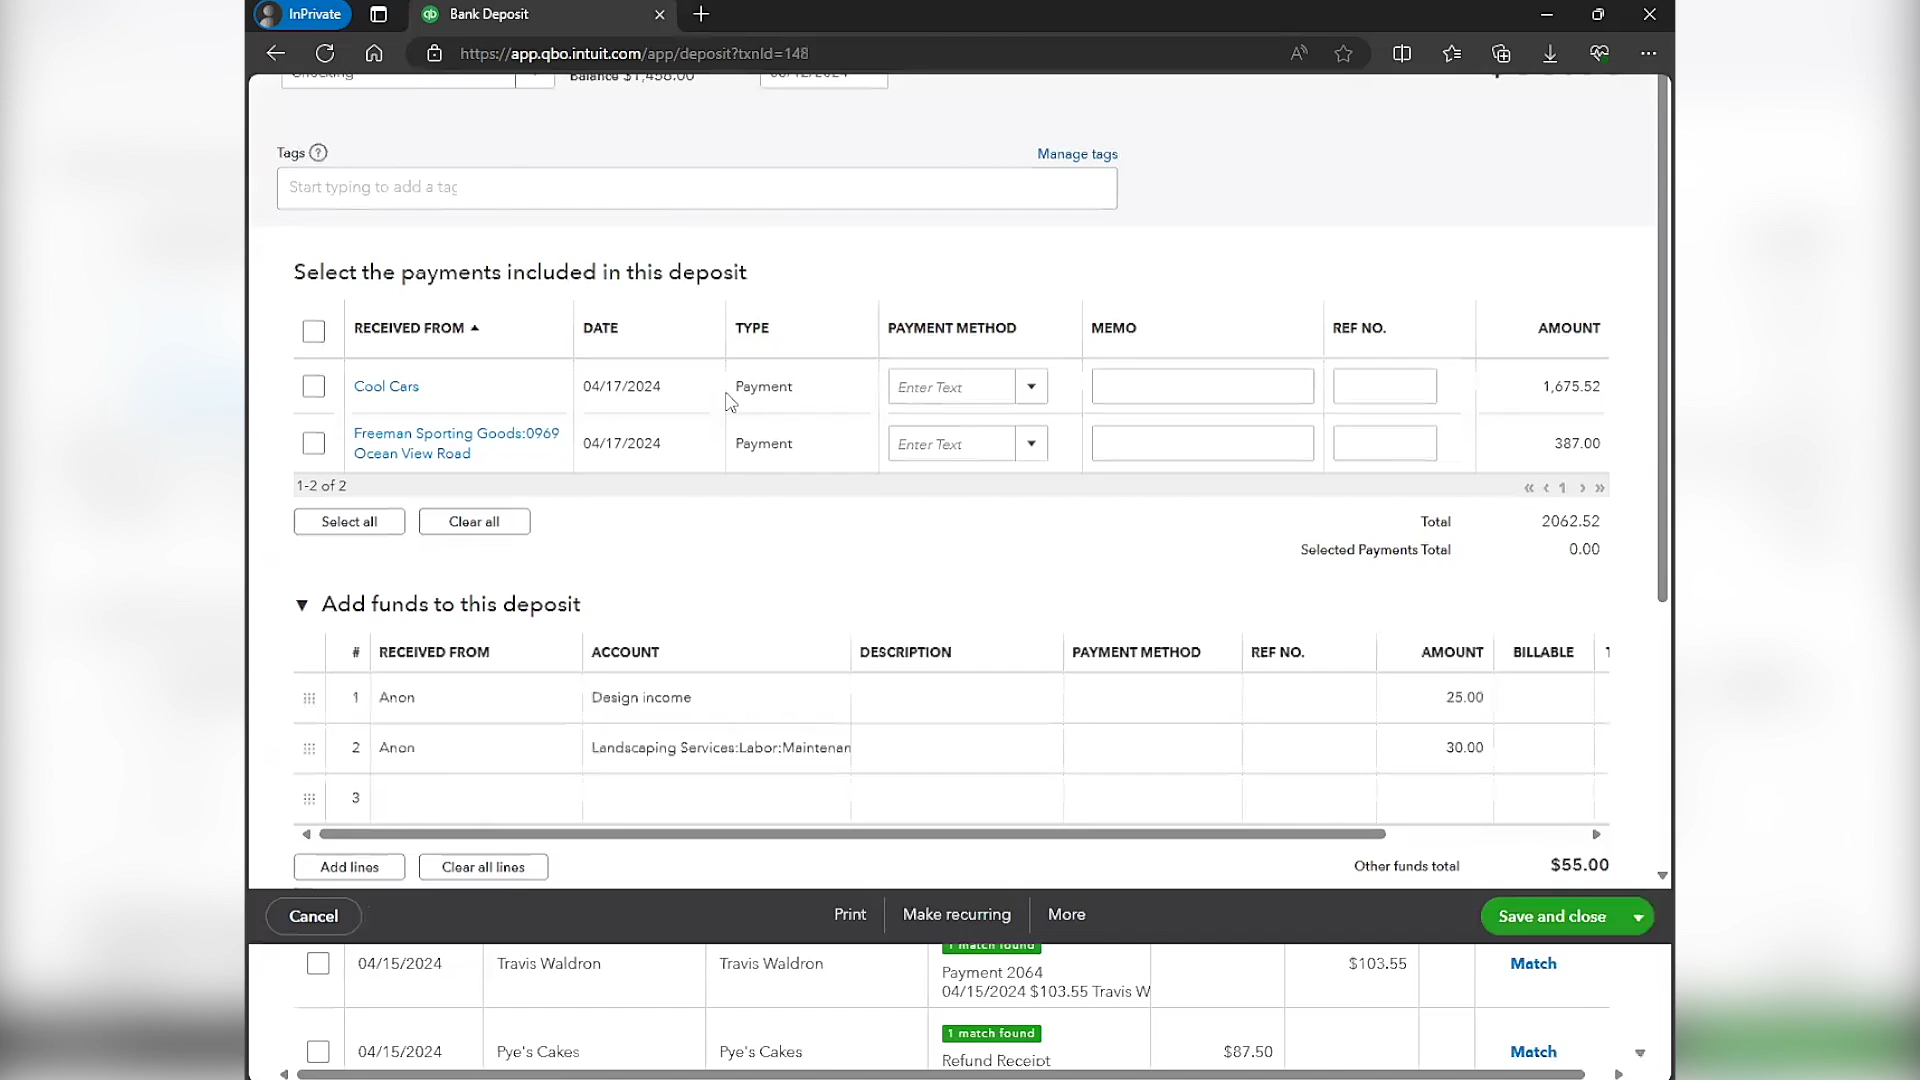 InPrivate
Bank Deposit
https://app.qbo.intuit.com/app/deposit?txnId=148
Checking
Balance $1,458.00
Tags ?
Manage tags
Start typing to add a tag
Select the payments included in this deposit
RECEIVED FROM DATE TYPE PAYMENT METHOD MEMO REF NO. AMOUNT
Cool Cars 04/17/2024 Payment Enter Text 1,675.52
Freeman Sporting Goods:0969
Ocean View Road
04/17/2024 Payment Enter Text 387.00
1-2 of 2
« ‹ 1 › »
Select all Clear all
Total 2062.52
Selected Payments Total 0.00
Add funds to this deposit
# RECEIVED FROM ACCOUNT DESCRIPTION PAYMENT METHOD REF NO. AMOUNT BILLABLE
1 Anon Design income 25.00
2 Anon Landscaping Services:Labor:Maintenan 30.00
3
Add lines Clear all lines
Other funds total $55.00
Cancel Print Make recurring More Save and close
1 match found
04/15/2024 Travis Waldron Travis Waldron $103.55 Match
Payment 2064
04/15/2024 $103.55 Travis W
1 match found
04/15/2024 Pye's Cakes Pye's Cakes $87.50 Match
Refund Receipt